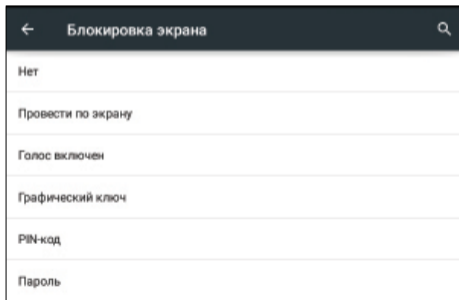 Блокировка экрана
Нет
Провести по экрану
Голос включен
Графический ключ
PIN-код
Пароль